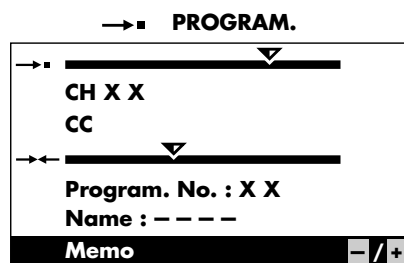 PROGRAM.
CH X X
CC
Program. No. : X X
Name : – – – –
Memo – / +